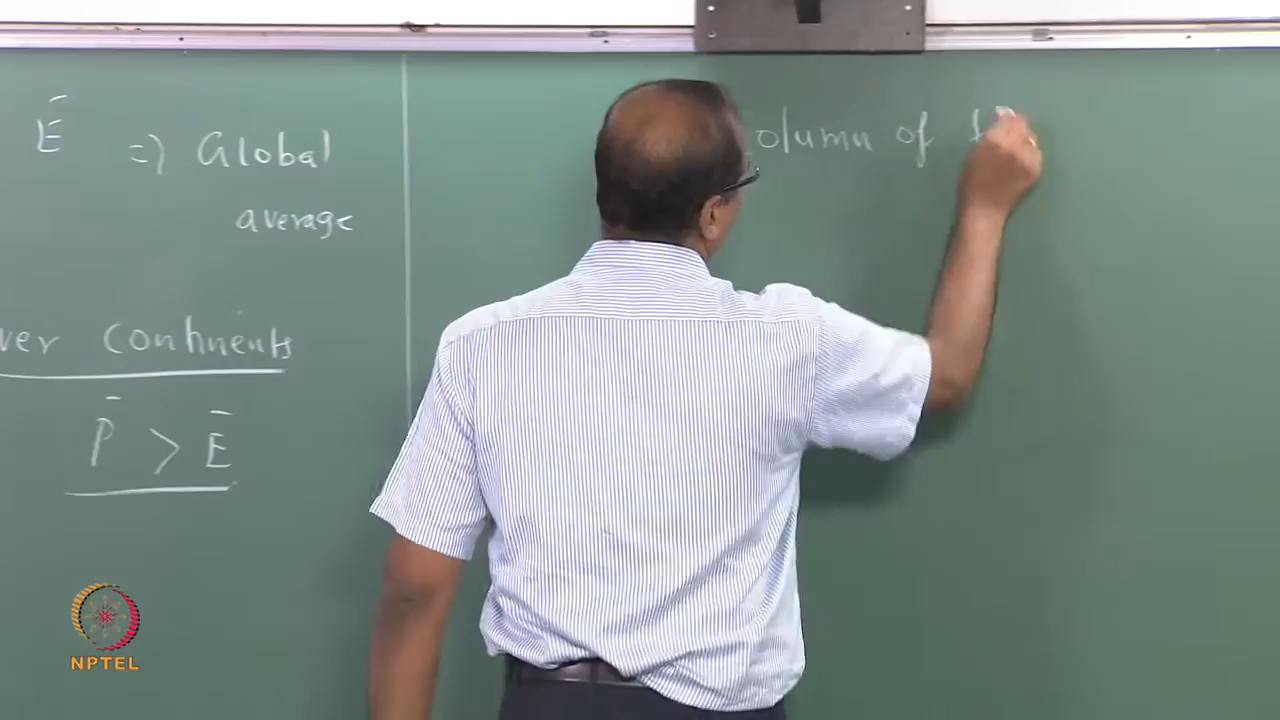 Ē ⇒ Global
average
ver continents
P̄ > Ē
olumn of
NPTEL